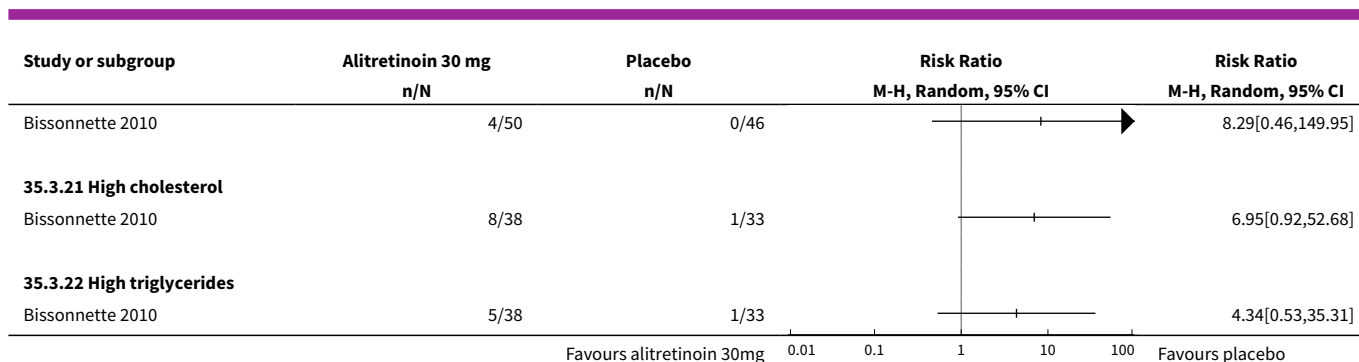 Study or subgroup Alitretinoin 30 mg Placebo Risk Ratio Risk Ratio
n/N n/N M-H, Random, 95% CI M-H, Random, 95% CI
Bissonnette 2010 4/50 0/46 8.29[0.46,149.95]
35.3.21 High cholesterol
Bissonnette 2010 8/38 1/33 6.95[0.92,52.68]
35.3.22 High triglycerides
Bissonnette 2010 5/38 1/33 4.34[0.53,35.31]
Favours alitretinoin 30mg 0.01 0.1 1 10 100 Favours placebo